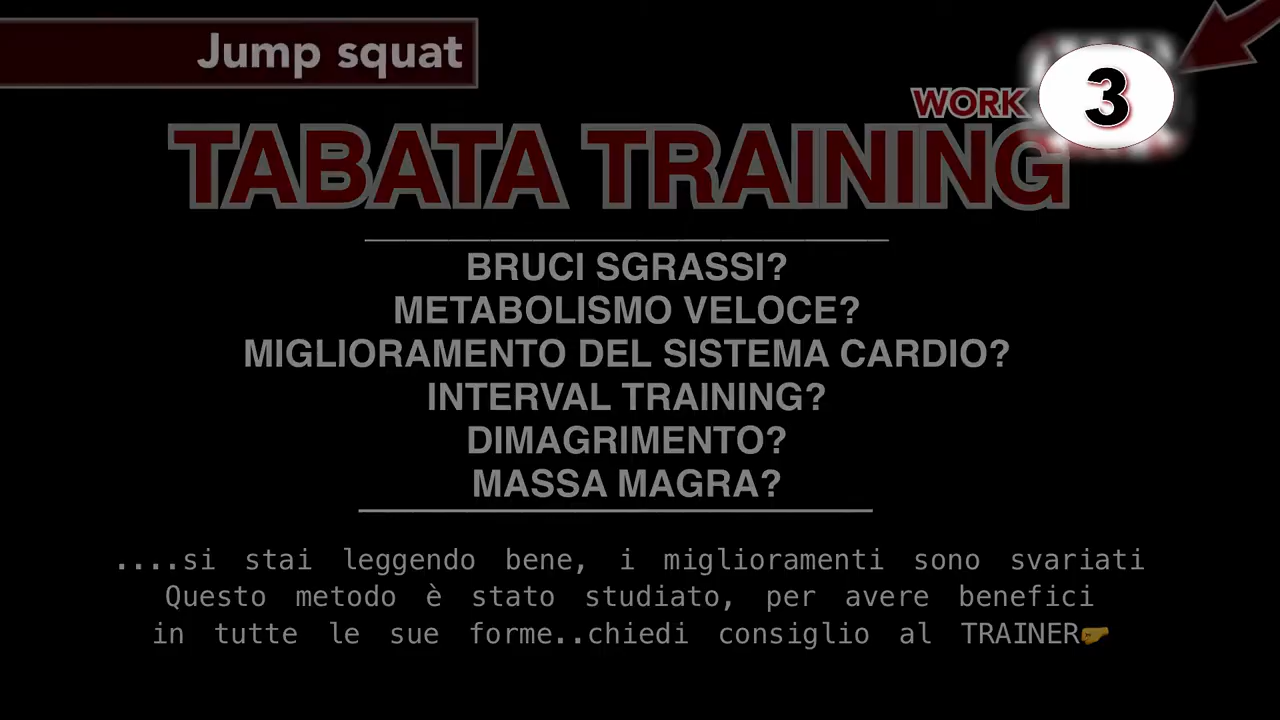 Jump squat
3
WORK
TABATA TRAINING
BRUCI SGRASSI?
METABOLISMO VELOCE?
MIGLIORAMENTO DEL SISTEMA CARDIO?
INTERVAL TRAINING?
DIMAGRIMENTO?
MASSA MAGRA?
....si stai leggendo bene, i miglioramenti sono svariati
Questo metodo è stato studiato, per avere benefici
in tutte le sue forme..chiedi consiglio al TRAINER